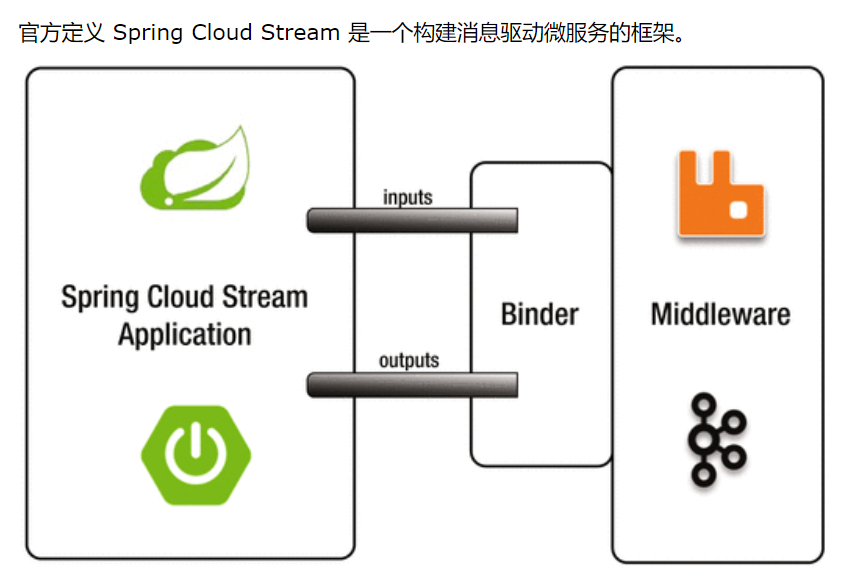 官方定义 Spring Cloud Stream 是一个构建消息驱动微服务的框架。
inputs
Spring Cloud Stream
Application
Binder
Middleware
outputs